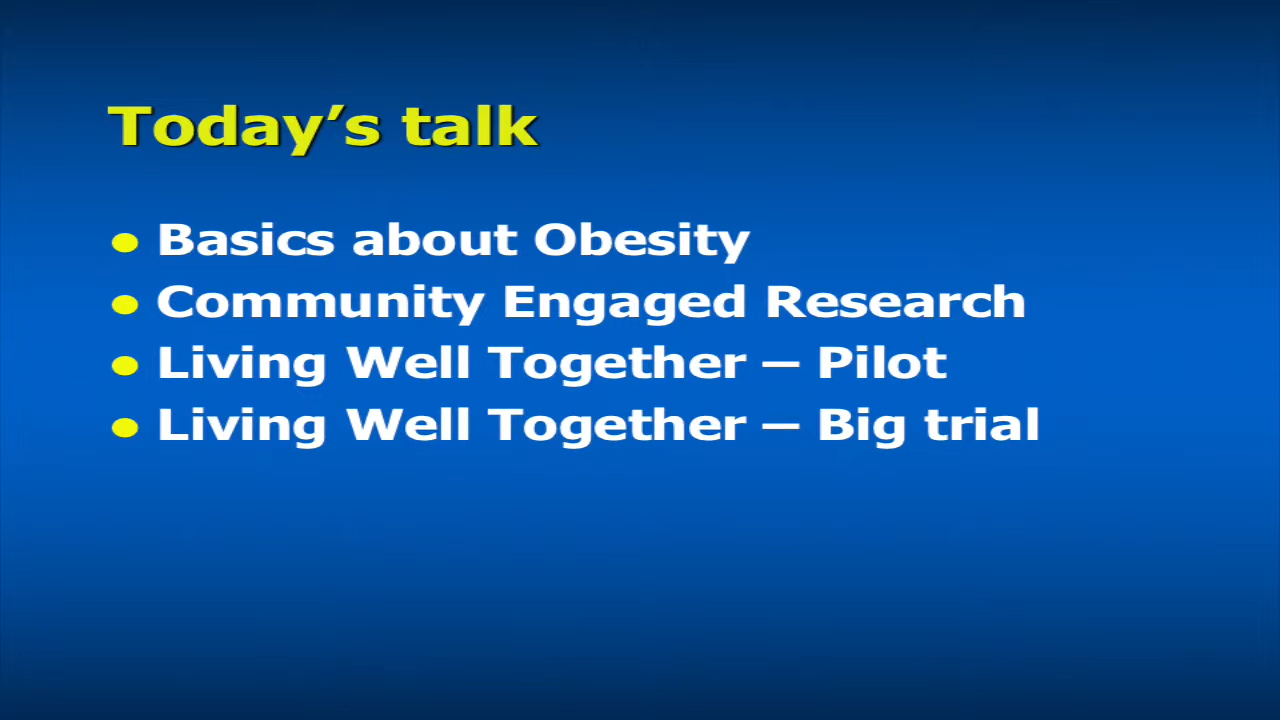 Today’s talk
• Basics about Obesity
• Community Engaged Research
• Living Well Together – Pilot
• Living Well Together – Big trial